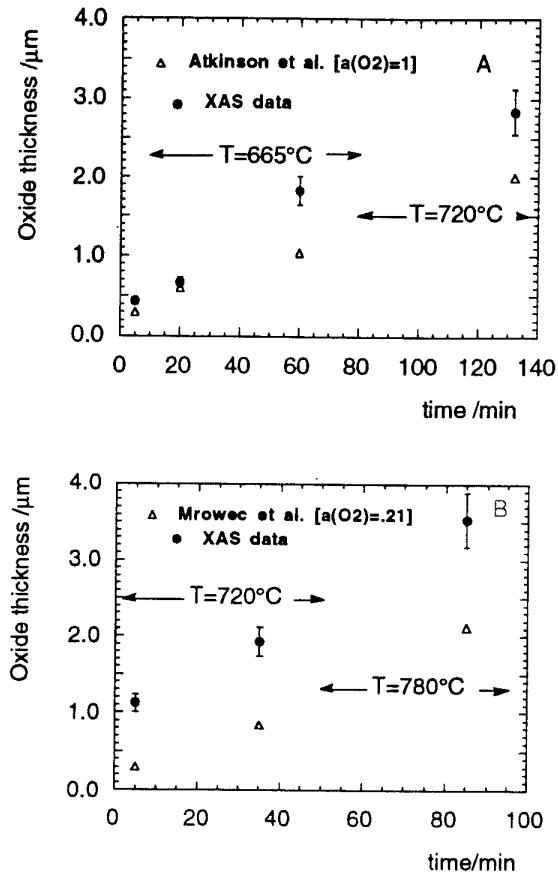 4.0
3.0
2.0
1.0
0.0
Oxide thickness /µm
Atkinson et al. [a(O2)=1]
XAS data
A
T=665°C
T=720°C
0 20 40 60 80 100 120 140
time /min
4.0
3.0
2.0
1.0
0.0
Oxide thickness /µm
Mrowec et al. [a(O2)=.21]
XAS data
B
T=720°C
T=780°C
0 20 40 60 80 100
time/min